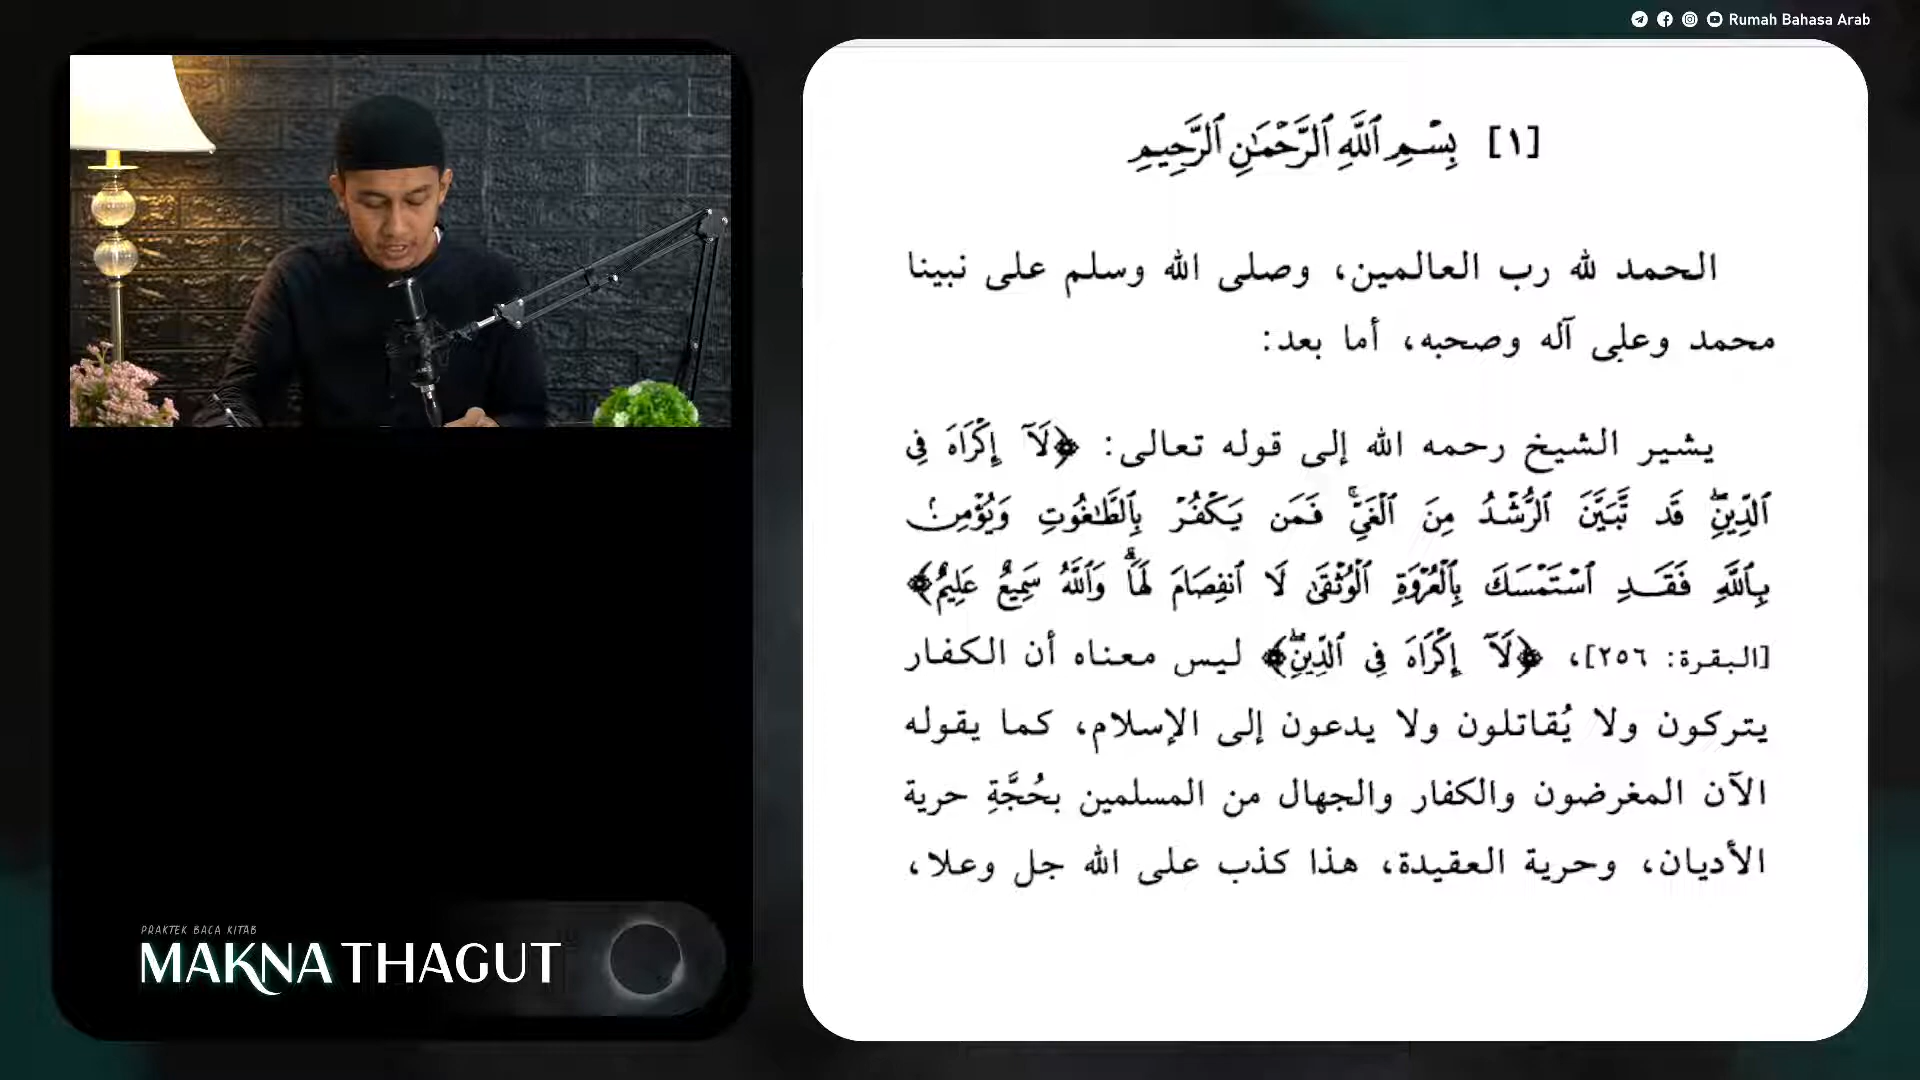 Rumah Bahasa Arab
[١] بِسْمِ ٱللَّهِ ٱلرَّحْمَٰنِ ٱلرَّحِيمِ
الحمد لله رب العالمين، وصلى الله وسلم على نبينا
محمد وعلى آله وصحبه، أما بعد:
يشير الشيخ رحمه الله إلى قوله تعالى: ﴿لَآ إِكْرَاهَ فِى
ٱلدِّينِۖ قَد تَّبَيَّنَ ٱلرُّشْدُ مِنَ ٱلْغَىِّۚ فَمَن يَكْفُرْ بِٱلطَّٰغُوتِ وَيُؤْمِنۢ
بِٱللَّهِ فَقَدِ ٱسْتَمْسَكَ بِٱلْعُرْوَةِ ٱلْوُثْقَىٰ لَا ٱنفِصَامَ لَهَاۗ وَٱللَّهُ سَمِيعٌ عَلِيمٌ﴾
[البقرة: ٢٥٦]، ﴿لَآ إِكْرَاهَ فِى ٱلدِّينِۖ﴾ ليس معناه أن الكفار
يتركون ولا يُقاتلون ولا يدعون إلى الإسلام، كما يقوله
الآن المغرضون والكفار والجهال من المسلمين بحُجَّةِ حرية
الأديان، وحرية العقيدة، هذا كذب على الله جل وعلا،
PRAKTEK BACA KITAB
MAKNA THAGUT